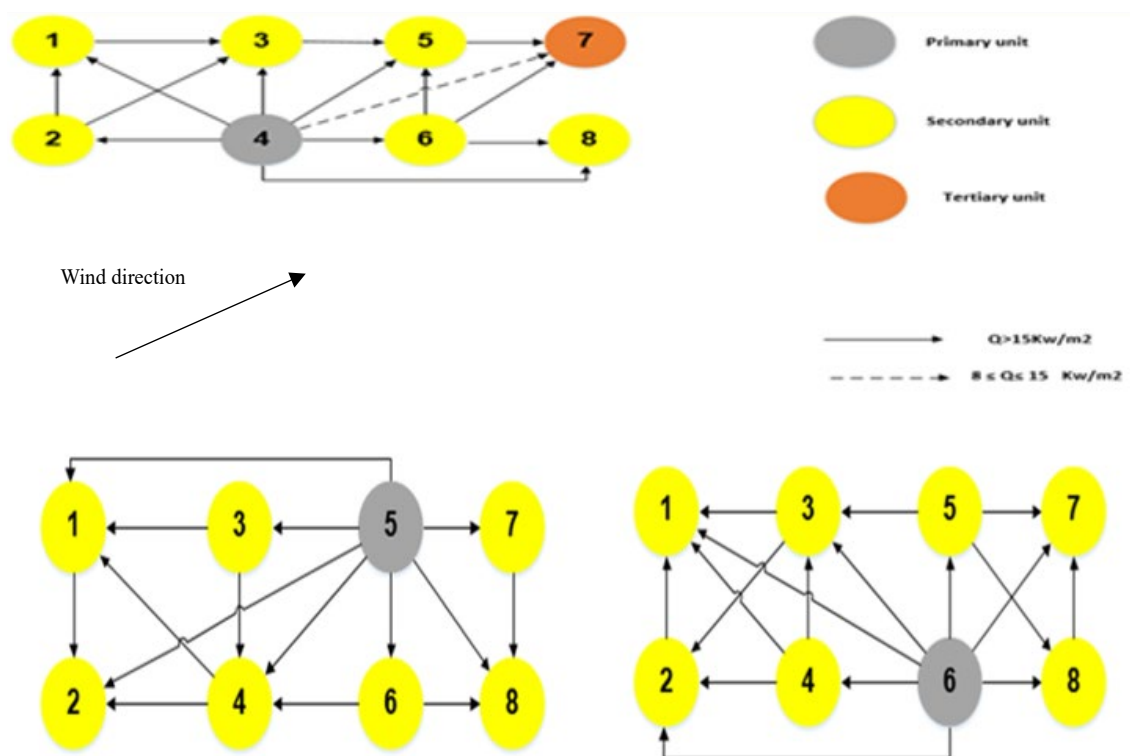 1 3 5 7
Primary unit
2 4 6 8
Secondary unit
Tertiary unit
Wind direction
Q>15Kw/m2
8 ≤ Q≤ 15 Kw/m2
1 3 5 7
2 4 6 8
1 3 5 7
2 4 6 8